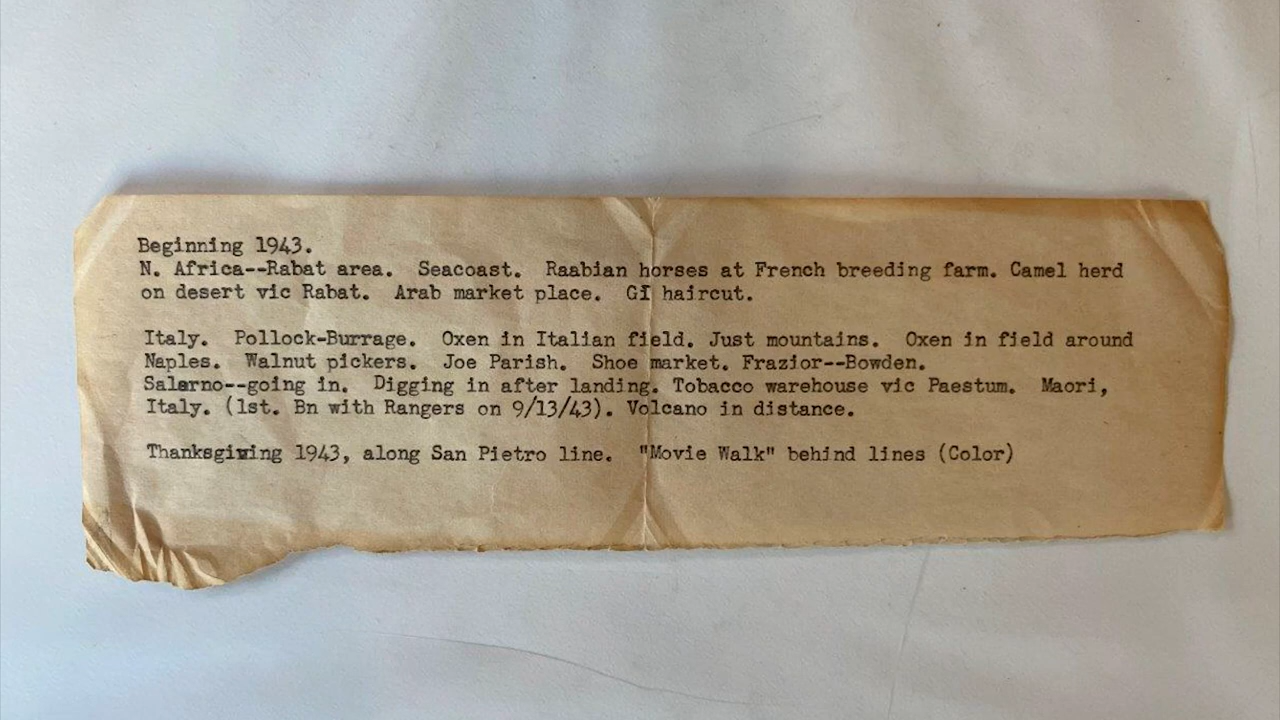 Beginning 1943.
N. Africa--Rabat area. Seacoast. Raabian horses at French breeding farm. Camel herd
on desert vic Rabat. Arab market place. GI haircut.
Italy. Pollock-Burrage. Oxen in Italian field. Just mountains. Oxen in field around
Naples. Walnut pickers. Joe Parish. Shoe market. Frazior--Bowden.
Salerno--going in. Digging in after landing. Tobacco warehouse vic Paestum. Maori,
Italy. (1st. Bn with Rangers on 9/13/43). Volcano in distance.
Thanksgiving 1943, along San Pietro line. "Movie Walk" behind lines (Color)